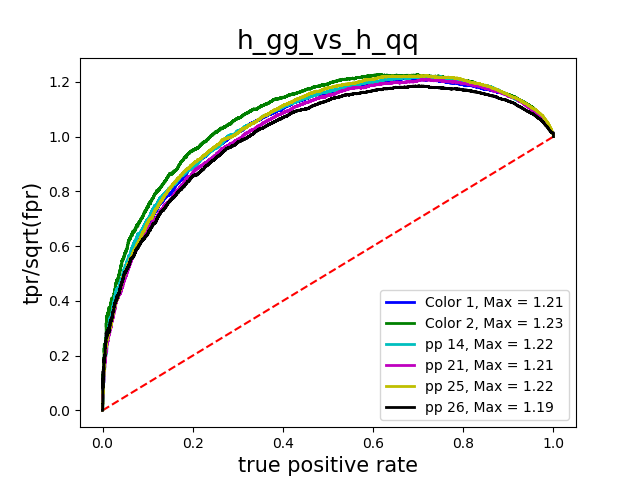 h_gg_vs_h_qq
tpr/sqrt(fpr)
1.2
1.0
0.8
0.6
0.4
0.2
0.0
Color 1, Max = 1.21
Color 2, Max = 1.23
pp 14, Max = 1.22
pp 21, Max = 1.21
pp 25, Max = 1.22
pp 26, Max = 1.19
0.0 0.2 0.4 0.6 0.8 1.0
true positive rate